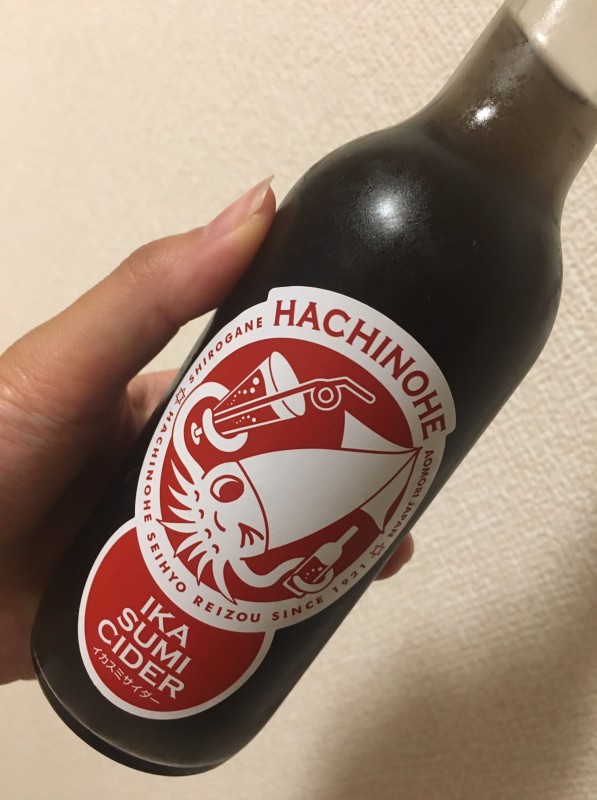 SHIROGANE HACHINOHE AOMORI JAPAN
HACHINOHE SEIHYO REIZOU SINCE 1921
IKA
SUMI
CIDER
イカスミサイダー